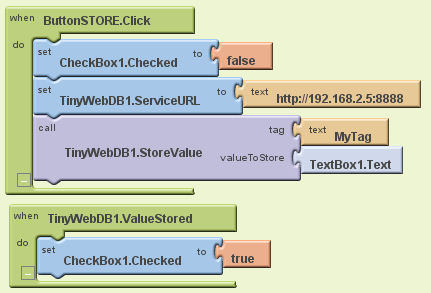 when ButtonSTORE.Click
do set CheckBox1.Checked to false
set TinyWebDB1.ServiceURL to text http://192.168.2.5:8888
call TinyWebDB1.StoreValue tag text MyTag
valueToStore TextBox1.Text
when TinyWebDB1.ValueStored
do set CheckBox1.Checked to true